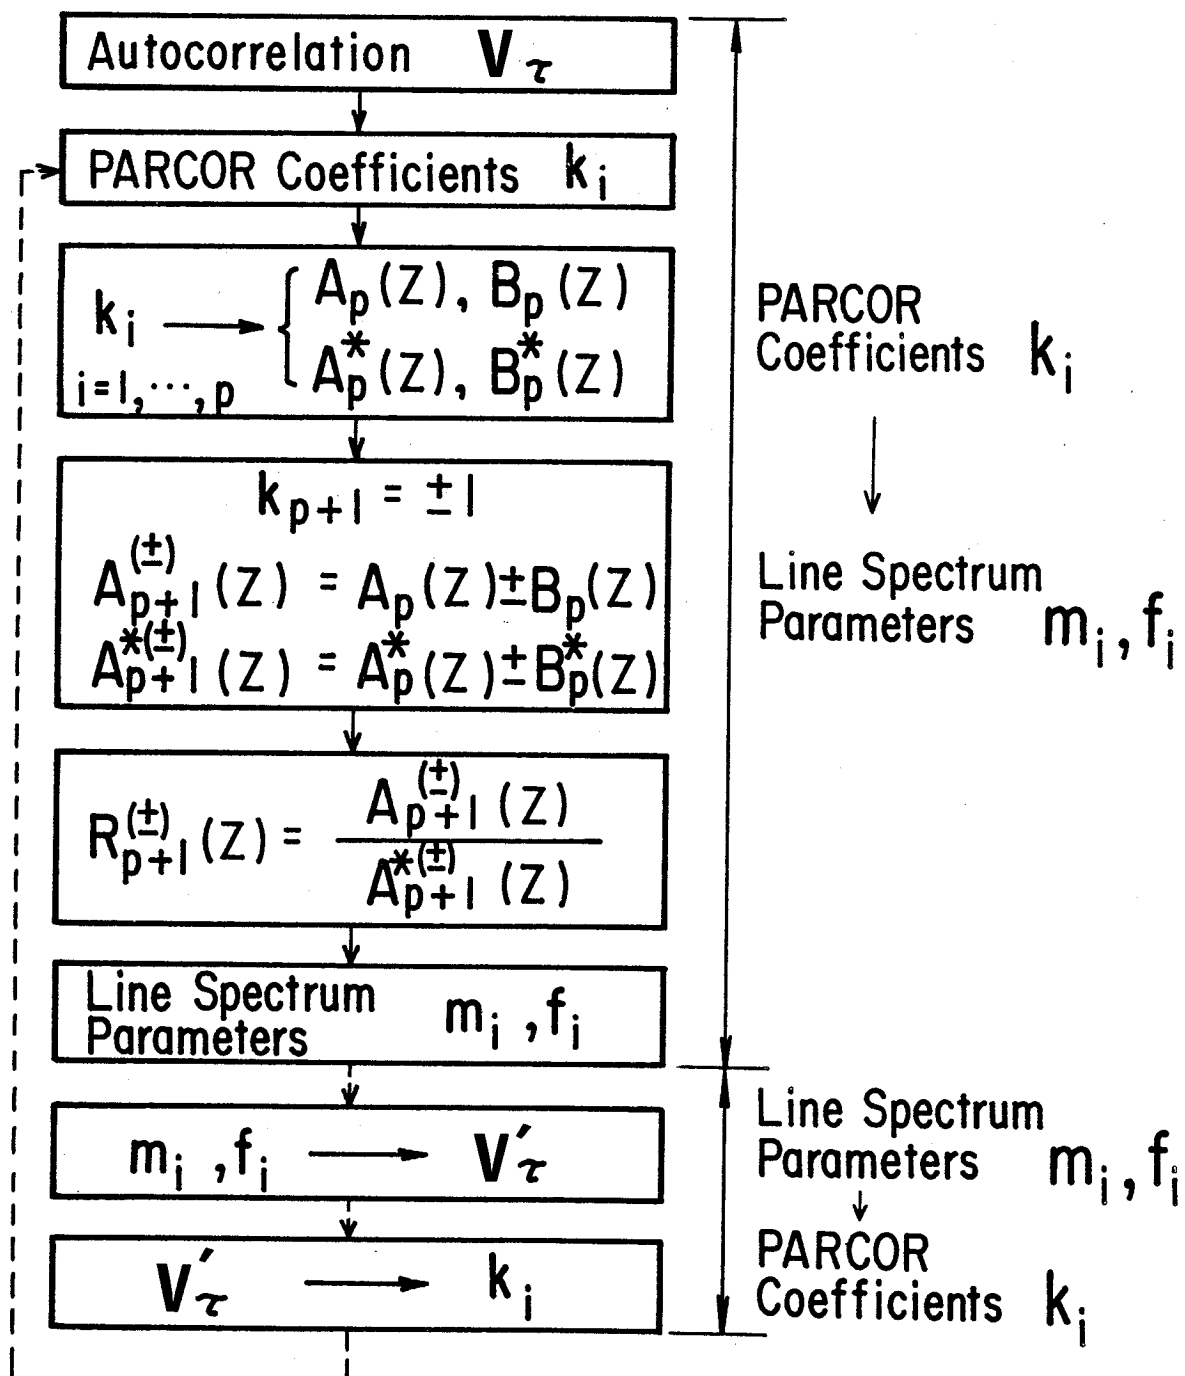 Autocorrelation V_τ
PARCOR Coefficients k_i
k_i → { A_p(Z), B_p(Z)
i=1,···,p A*_p(Z), B*_p(Z)
k_{p+1} = ±1
A^{(±)}_{p+1}(Z) = A_p(Z)±B_p(Z)
A^{*(±)}_{p+1}(Z) = A*_p(Z)±B*_p(Z)
R^{(±)}_{p+1}(Z) = A^{(±)}_{p+1}(Z) / A^{*(±)}_{p+1}(Z)
Line Spectrum
Parameters m_i, f_i
m_i, f_i → V'_τ
V'_τ → k_i
PARCOR
Coefficients k_i
↓
Line Spectrum
Parameters m_i, f_i
Line Spectrum
Parameters m_i, f_i
↓
PARCOR
Coefficients k_i